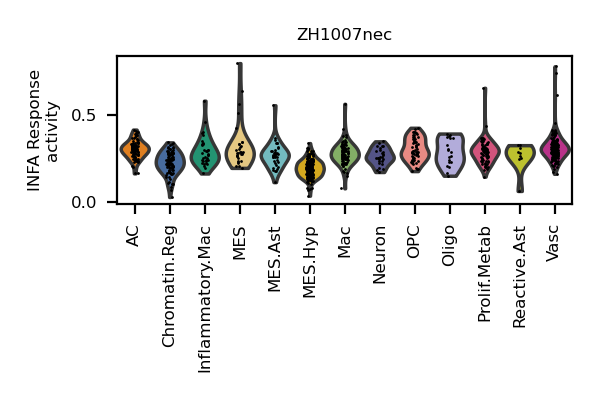 ZH1007nec
INFA Response
activity
0.5
0.0
AC
Chromatin.Reg
Inflammatory.Mac
MES
MES.Ast
MES.Hyp
Mac
Neuron
OPC
Oligo
Prolif.Metab
Reactive.Ast
Vasc